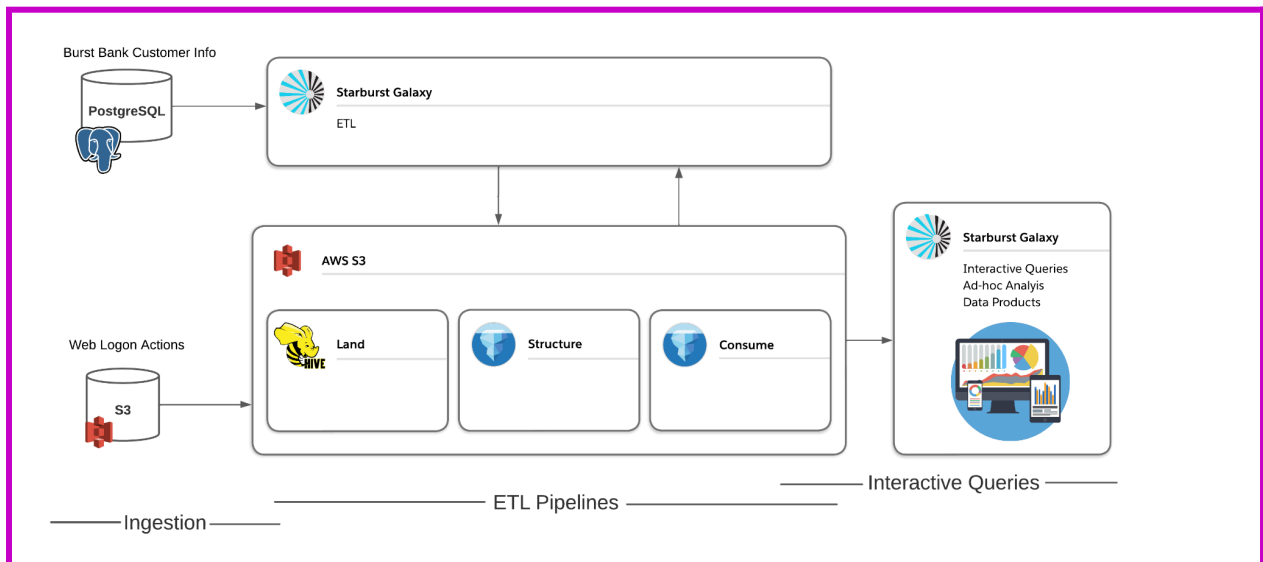 Burst Bank Customer Info
PostgreSQL
Starburst Galaxy
ETL
AWS S3
Land
HIVE
Structure
Consume
Web Logon Actions
S3
Starburst Galaxy
Interactive Queries
Ad-hoc Analyis
Data Products
Ingestion
ETL Pipelines
Interactive Queries